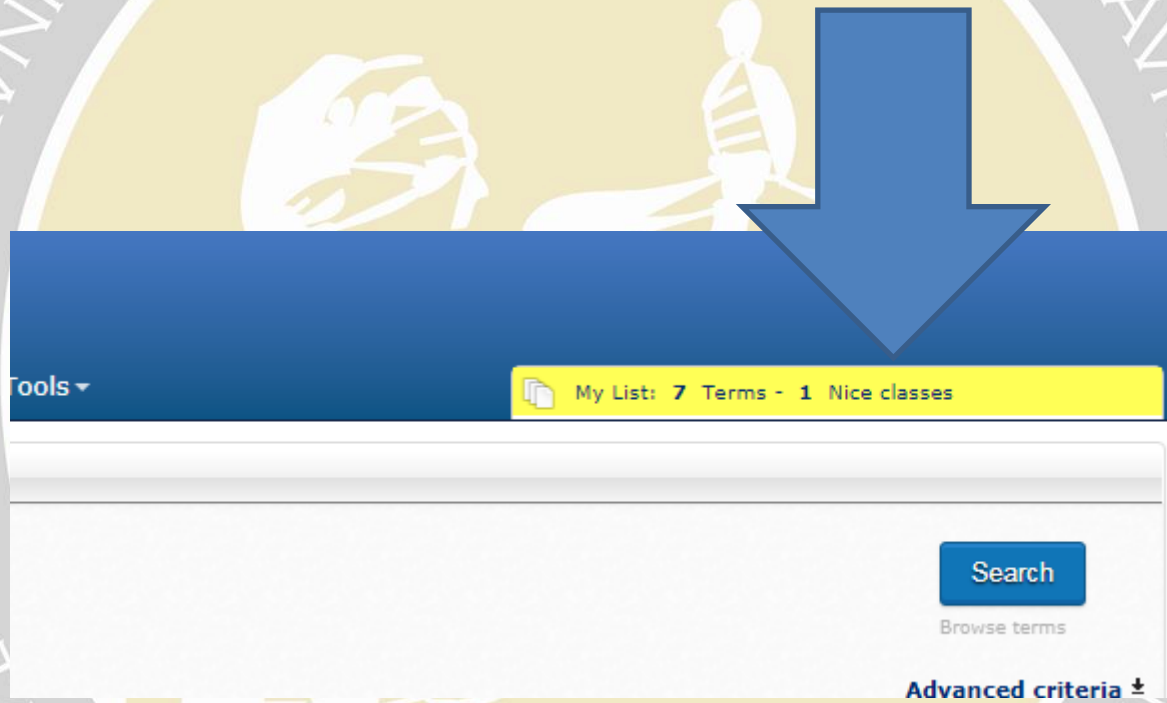 Tools
My List: 7 Terms - 1 Nice classes
Search
Browse terms
Advanced criteria